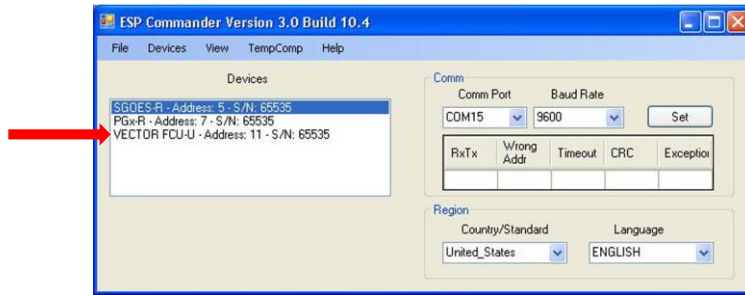 ESP Commander Version 3.0 Build 10.4
File Devices View TempComp Help
Devices
SGOES-R - Address: 5 - S/N: 65535
PGx-R - Address: 7 - S/N: 65535
VECTOR FCU-U - Address: 11 - S/N: 65535
Comm
Comm Port Baud Rate
COM15 9600 Set
RxTx Wrong Addr Timeout CRC Exception
Region
Country/Standard Language
United_States ENGLISH